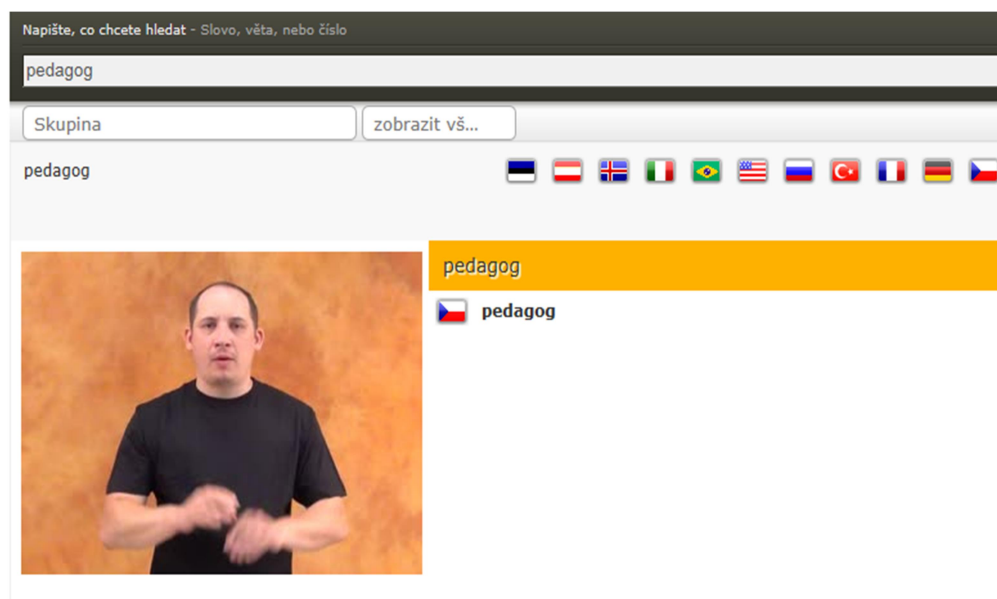 Napište, co chcete hledat - Slovo, věta, nebo číslo
pedagog
Skupina zobrazit vš...
pedagog
pedagog
pedagog